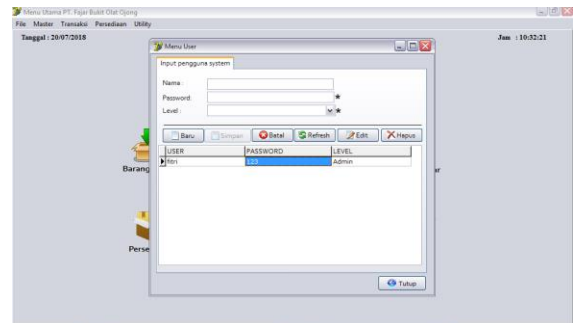 Menu Utama PT. Fajar Bukit Olat Ojong
File Master Transaksi Persediaan Utility
Tanggal : 20/07/2018
Jam : 10:32:21
Menu User
Input pengguna system
Nama :
Password: *
Level : *
Baru Simpan Batal Refresh Edit Hapus
USER PASSWORD LEVEL
fitri 123 Admin
Barang
Perse
Tutup